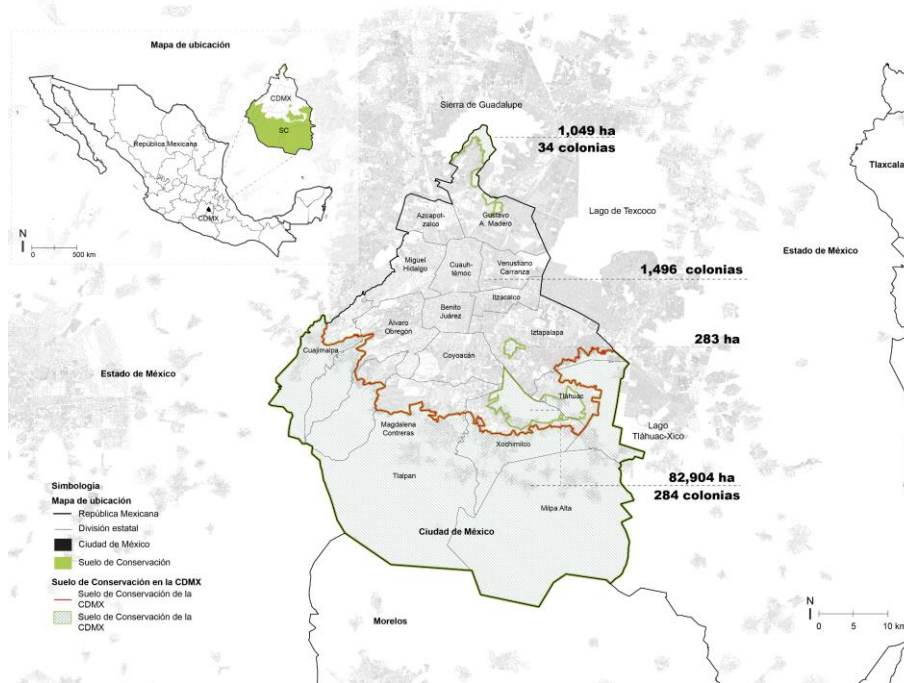 Mapa de ubicación
CDMX
SC
República Mexicana
CDMX
N
0 500 km
Sierra de Guadalupe
1,049 ha
34 colonias
Tlaxcala
Azcapot-
zalco
Gustavo
A. Madero
Lago de Texcoco
Miguel
Hidalgo
Cuauh-
témoc
Venustiano
Carranza
1,496 colonias
Estado de México
Benito
Juárez
Iztacalco
Álvaro
Obregón
Iztapalapa
283 ha
Cuajimalpa
Coyoacán
Estado de México
Tláhuac
Magdalena
Contreras
Xochimilco
Lago
Tláhuac-Xico
Tlalpan
82,904 ha
284 colonias
Milpa Alta
Ciudad de México
Morelos
Simbología
Mapa de ubicación
República Mexicana
División estatal
Ciudad de México
Suelo de Conservación
Suelo de Conservación en la CDMX
Suelo de Conservación de la
CDMX
Suelo de Conservación de la
CDMX
N
0 5 10 km